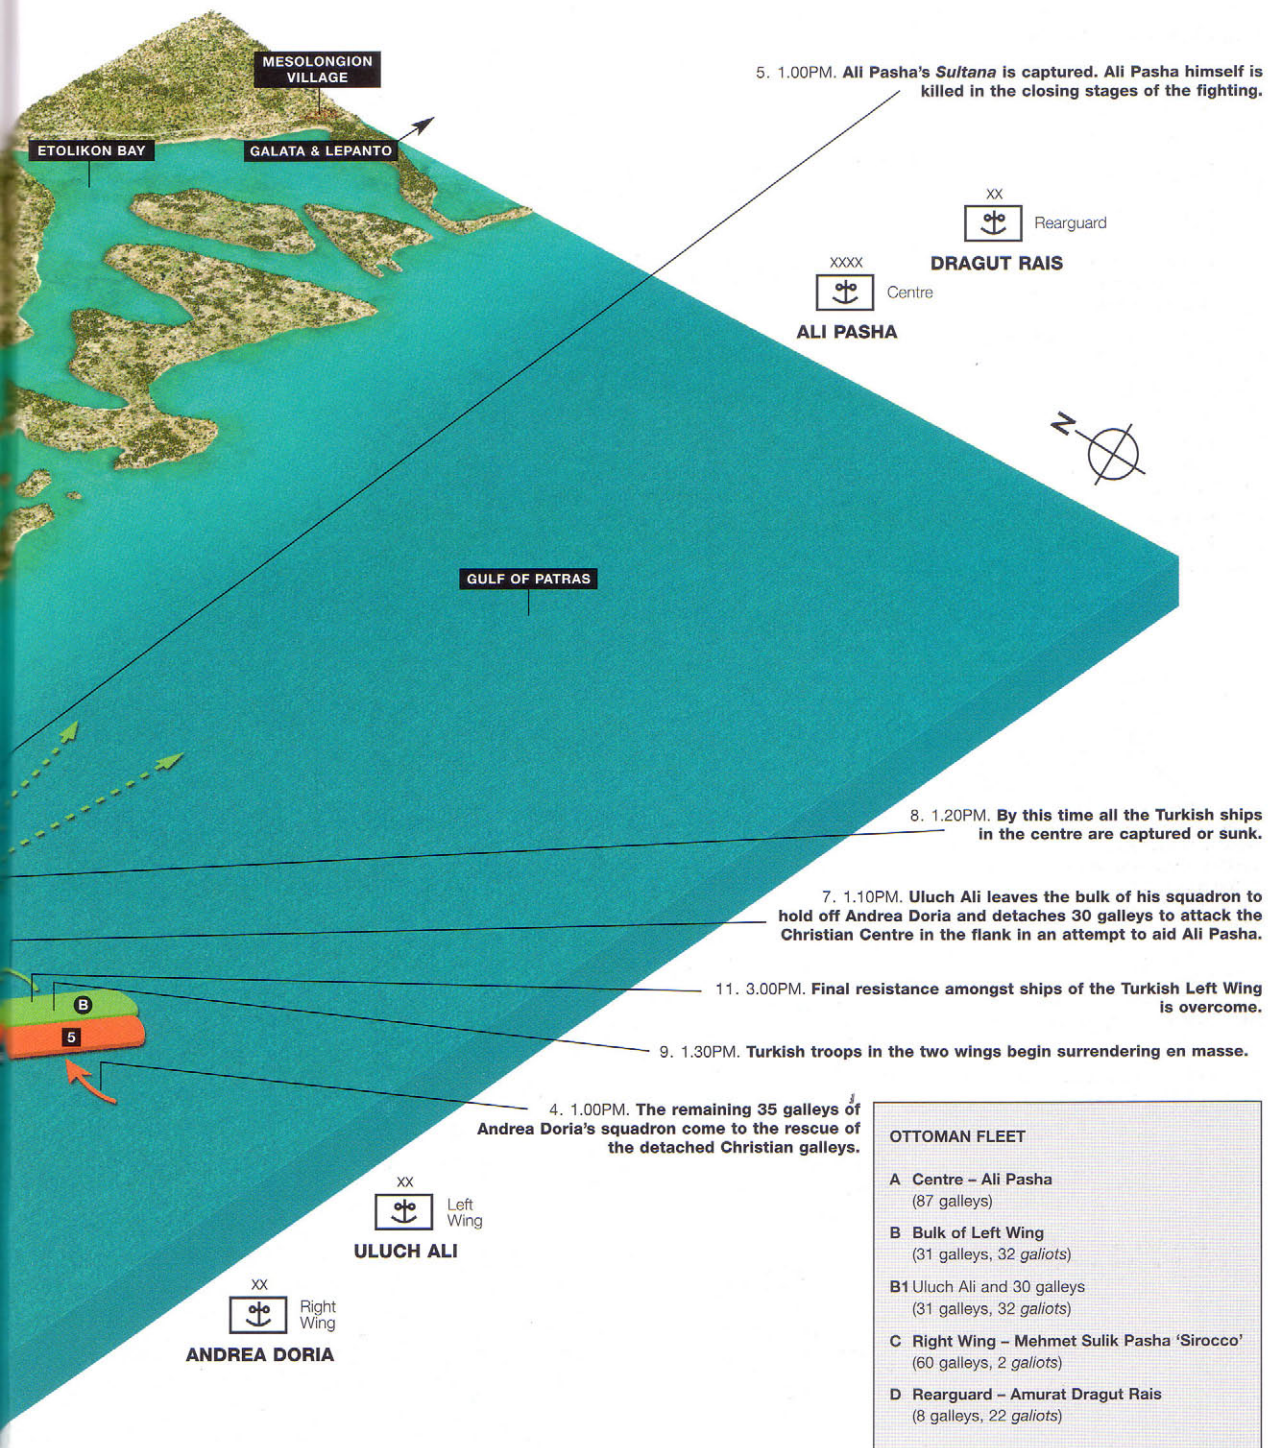 MESOLONGION
VILLAGE
ETOLIKON BAY
GALATA & LEPANTO
5. 1.00PM. Ali Pasha's Sultana is captured. Ali Pasha himself is
killed in the closing stages of the fighting.
XX
Rearguard
DRAGUT RAIS
XXXX
Centre
ALI PASHA
N
GULF OF PATRAS
8. 1.20PM. By this time all the Turkish ships
in the centre are captured or sunk.
7. 1.10PM. Uluch Ali leaves the bulk of his squadron to
hold off Andrea Doria and detaches 30 galleys to attack the
Christian Centre in the flank in an attempt to aid Ali Pasha.
11. 3.00PM. Final resistance amongst ships of the Turkish Left Wing
is overcome.
B
5
9. 1.30PM. Turkish troops in the two wings begin surrendering en masse.
4. 1.00PM. The remaining 35 galleys of
Andrea Doria's squadron come to the rescue of
the detached Christian galleys.
XX
Left
Wing
ULUCH ALI
XX
Right
Wing
ANDREA DORIA
OTTOMAN FLEET
A Centre – Ali Pasha
(87 galleys)
B Bulk of Left Wing
(31 galleys, 32 galiots)
B1 Uluch Ali and 30 galleys
(31 galleys, 32 galiots)
C Right Wing – Mehmet Sulik Pasha 'Sirocco'
(60 galleys, 2 galiots)
D Rearguard – Amurat Dragut Rais
(8 galleys, 22 galiots)